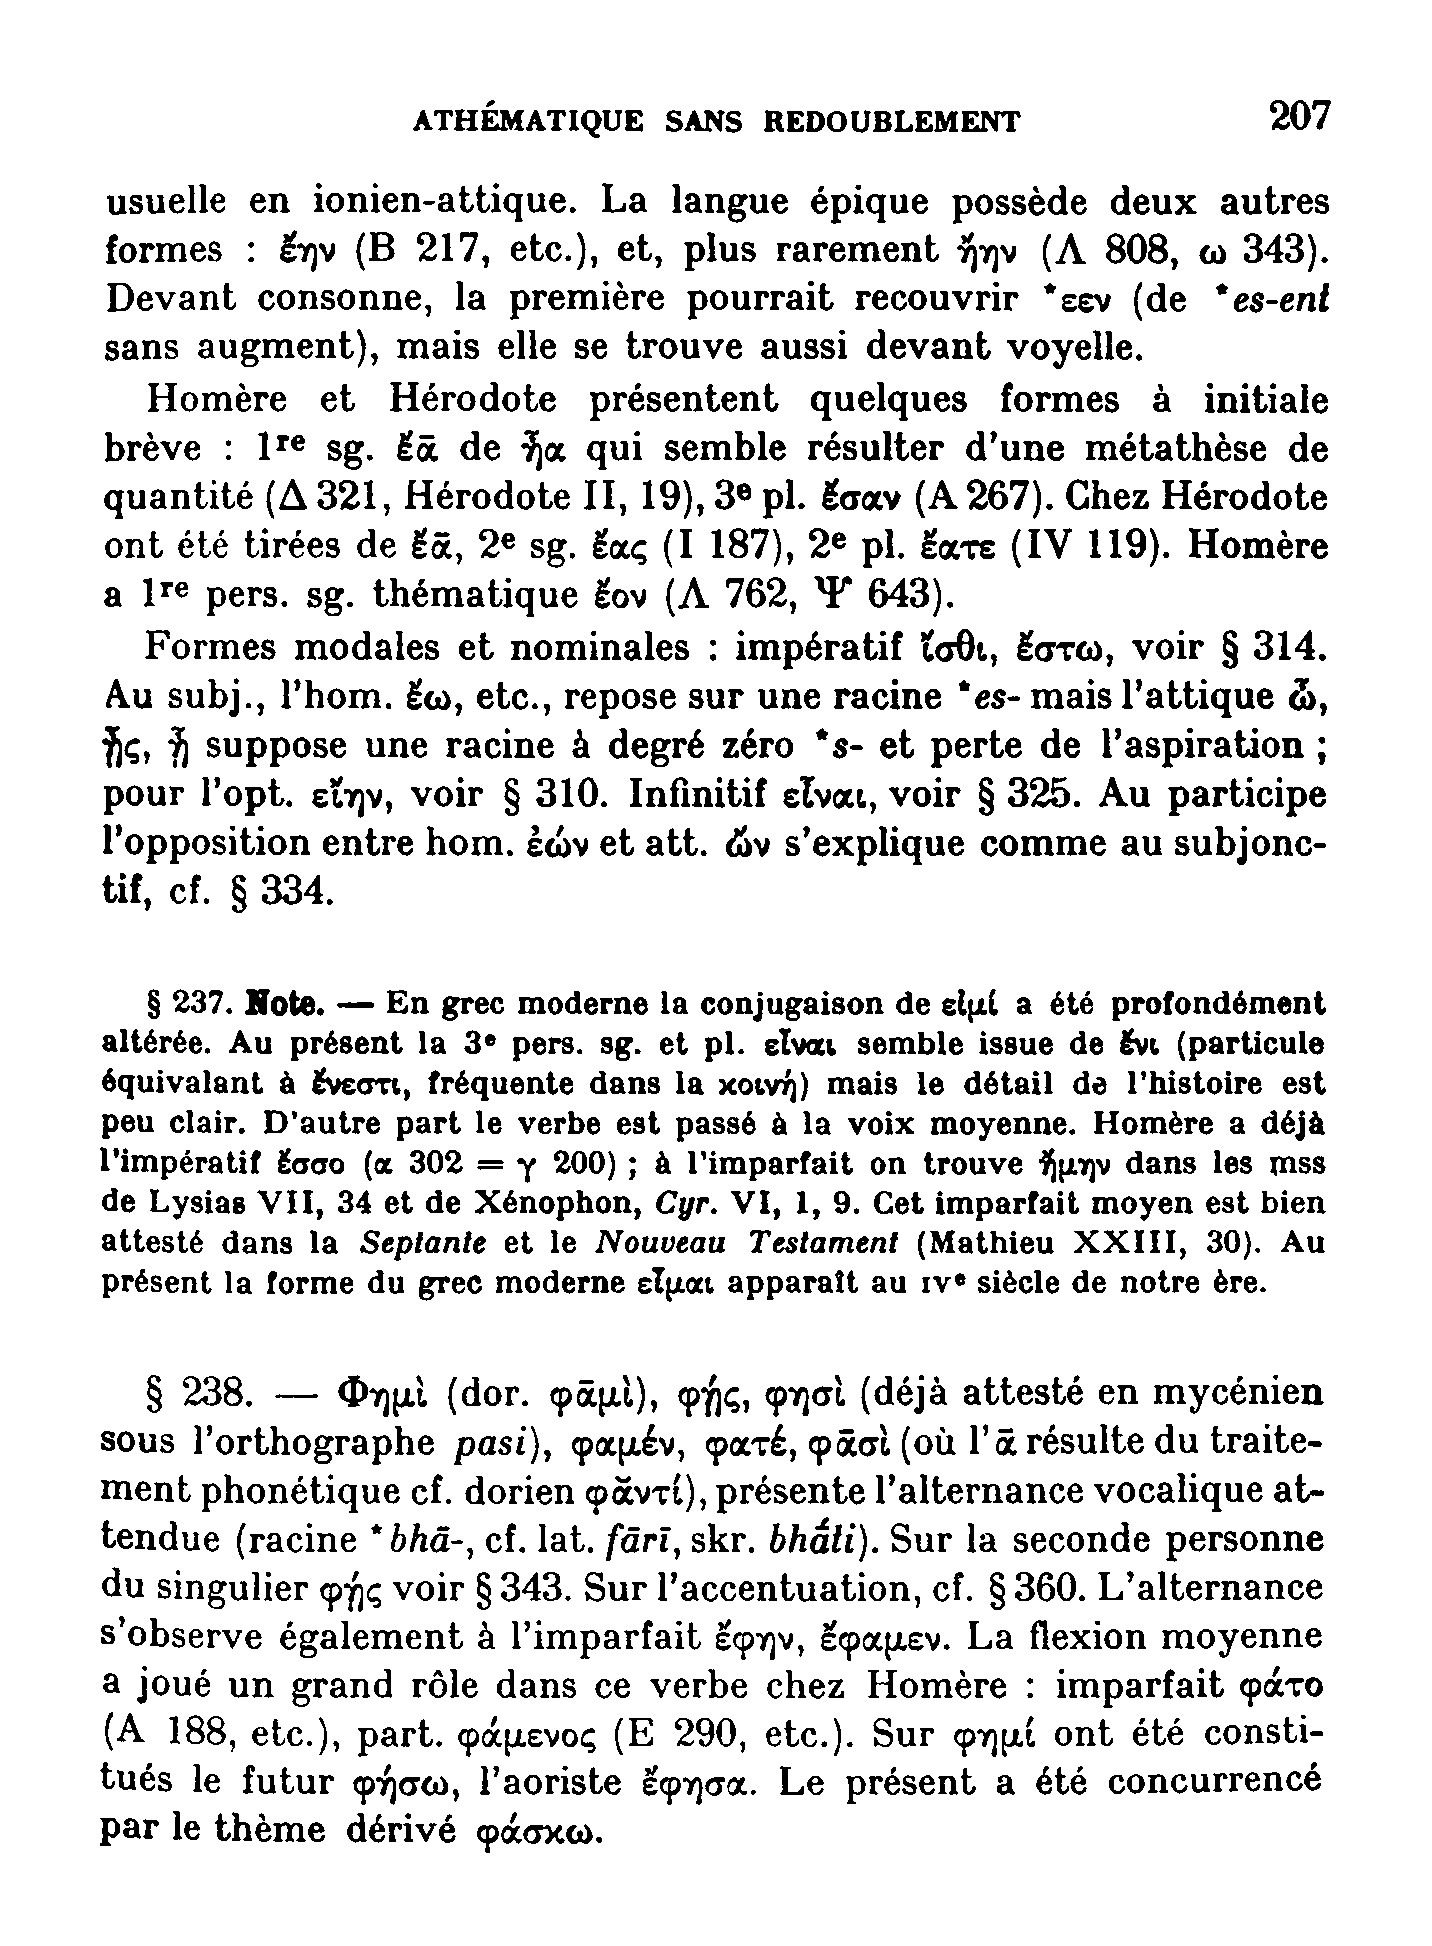 ATHÉMATIQUE SANS REDOUBLEMENT 207
usuelle en ionien-attique. La langue épique possède deux autres
formes : ἔην (B 217, etc.), et, plus rarement ἤην (Λ 808, ω 343).
Devant consonne, la première pourrait recouvrir *εεν (de *es-ent
sans augment), mais elle se trouve aussi devant voyelle.
Homère et Hérodote présentent quelques formes à initiale
brève : 1ʳᵉ sg. ἔᾱ de ἦα qui semble résulter d'une métathèse de
quantité (Δ 321, Hérodote II, 19), 3ᵉ pl. ἔσαν (A 267). Chez Hérodote
ont été tirées de ἔᾱ, 2ᵉ sg. ἔας (I 187), 2ᵉ pl. ἔατε (IV 119). Homère
a 1ʳᵉ pers. sg. thématique ἔον (Λ 762, Ψ 643).
Formes modales et nominales : impératif ἴσθι, ἔστω, voir § 314.
Au subj., l'hom. ἔω, etc., repose sur une racine *es- mais l'attique ὦ,
ᾖς, ᾖ suppose une racine à degré zéro *s- et perte de l'aspiration ;
pour l'opt. εἴην, voir § 310. Infinitif εἶναι, voir § 325. Au participe
l'opposition entre hom. ἐών et att. ὤν s'explique comme au subjonc-
tif, cf. § 334.
§ 237. Note. — En grec moderne la conjugaison de εἰμί a été profondément
altérée. Au présent la 3ᵉ pers. sg. et pl. εἶναι semble issue de ἔνι (particule
équivalant à ἔνεστι, fréquente dans la κοινή) mais le détail de l'histoire est
peu clair. D'autre part le verbe est passé à la voix moyenne. Homère a déjà
l'impératif ἔσσο (α 302 = γ 200) ; à l'imparfait on trouve ἤμην dans les mss
de Lysias VII, 34 et de Xénophon, Cyr. VI, 1, 9. Cet imparfait moyen est bien
attesté dans la Septante et le Nouveau Testament (Mathieu XXIII, 30). Au
présent la forme du grec moderne εἶμαι apparaît au IVᵉ siècle de notre ère.
§ 238. — Φημὶ (dor. φᾱμὶ), φῄς, φησὶ (déjà attesté en mycénien
sous l'orthographe pasi), φαμέν, φατέ, φᾱσὶ (où l'ᾱ résulte du traite-
ment phonétique cf. dorien φᾰντί), présente l'alternance vocalique at-
tendue (racine *bhā-, cf. lat. fārī, skr. bhā́ti). Sur la seconde personne
du singulier φῄς voir § 343. Sur l'accentuation, cf. § 360. L'alternance
s'observe également à l'imparfait ἔφην, ἔφαμεν. La flexion moyenne
a joué un grand rôle dans ce verbe chez Homère : imparfait φάτο
(A 188, etc.), part. φάμενος (E 290, etc.). Sur φημί ont été consti-
tués le futur φήσω, l'aoriste ἔφησα. Le présent a été concurrencé
par le thème dérivé φάσκω.